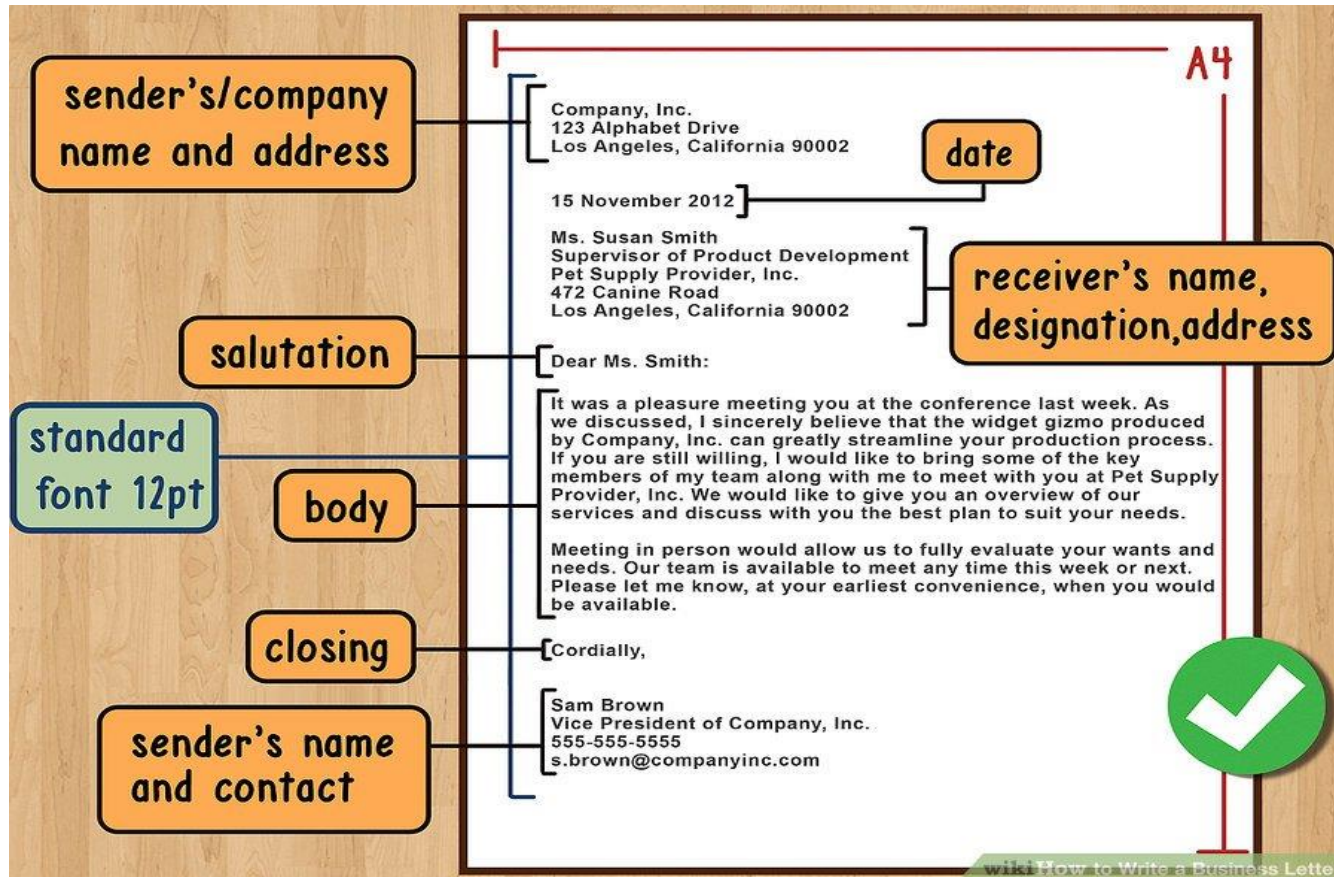 A4
sender's/company
name and address
Company, Inc.
123 Alphabet Drive
Los Angeles, California 90002
date
15 November 2012
Ms. Susan Smith
Supervisor of Product Development
Pet Supply Provider, Inc.
472 Canine Road
Los Angeles, California 90002
receiver's name,
designation,address
salutation
Dear Ms. Smith:
standard
font 12pt
body
It was a pleasure meeting you at the conference last week. As
we discussed, I sincerely believe that the widget gizmo produced
by Company, Inc. can greatly streamline your production process.
If you are still willing, I would like to bring some of the key
members of my team along with me to meet with you at Pet Supply
Provider, Inc. We would like to give you an overview of our
services and discuss with you the best plan to suit your needs.
Meeting in person would allow us to fully evaluate your wants and
needs. Our team is available to meet any time this week or next.
Please let me know, at your earliest convenience, when you would
be available.
closing
Cordially,
sender's name
and contact
Sam Brown
Vice President of Company, Inc.
555-555-5555
s.brown@companyinc.com
wikiHow to Write a Business Lette